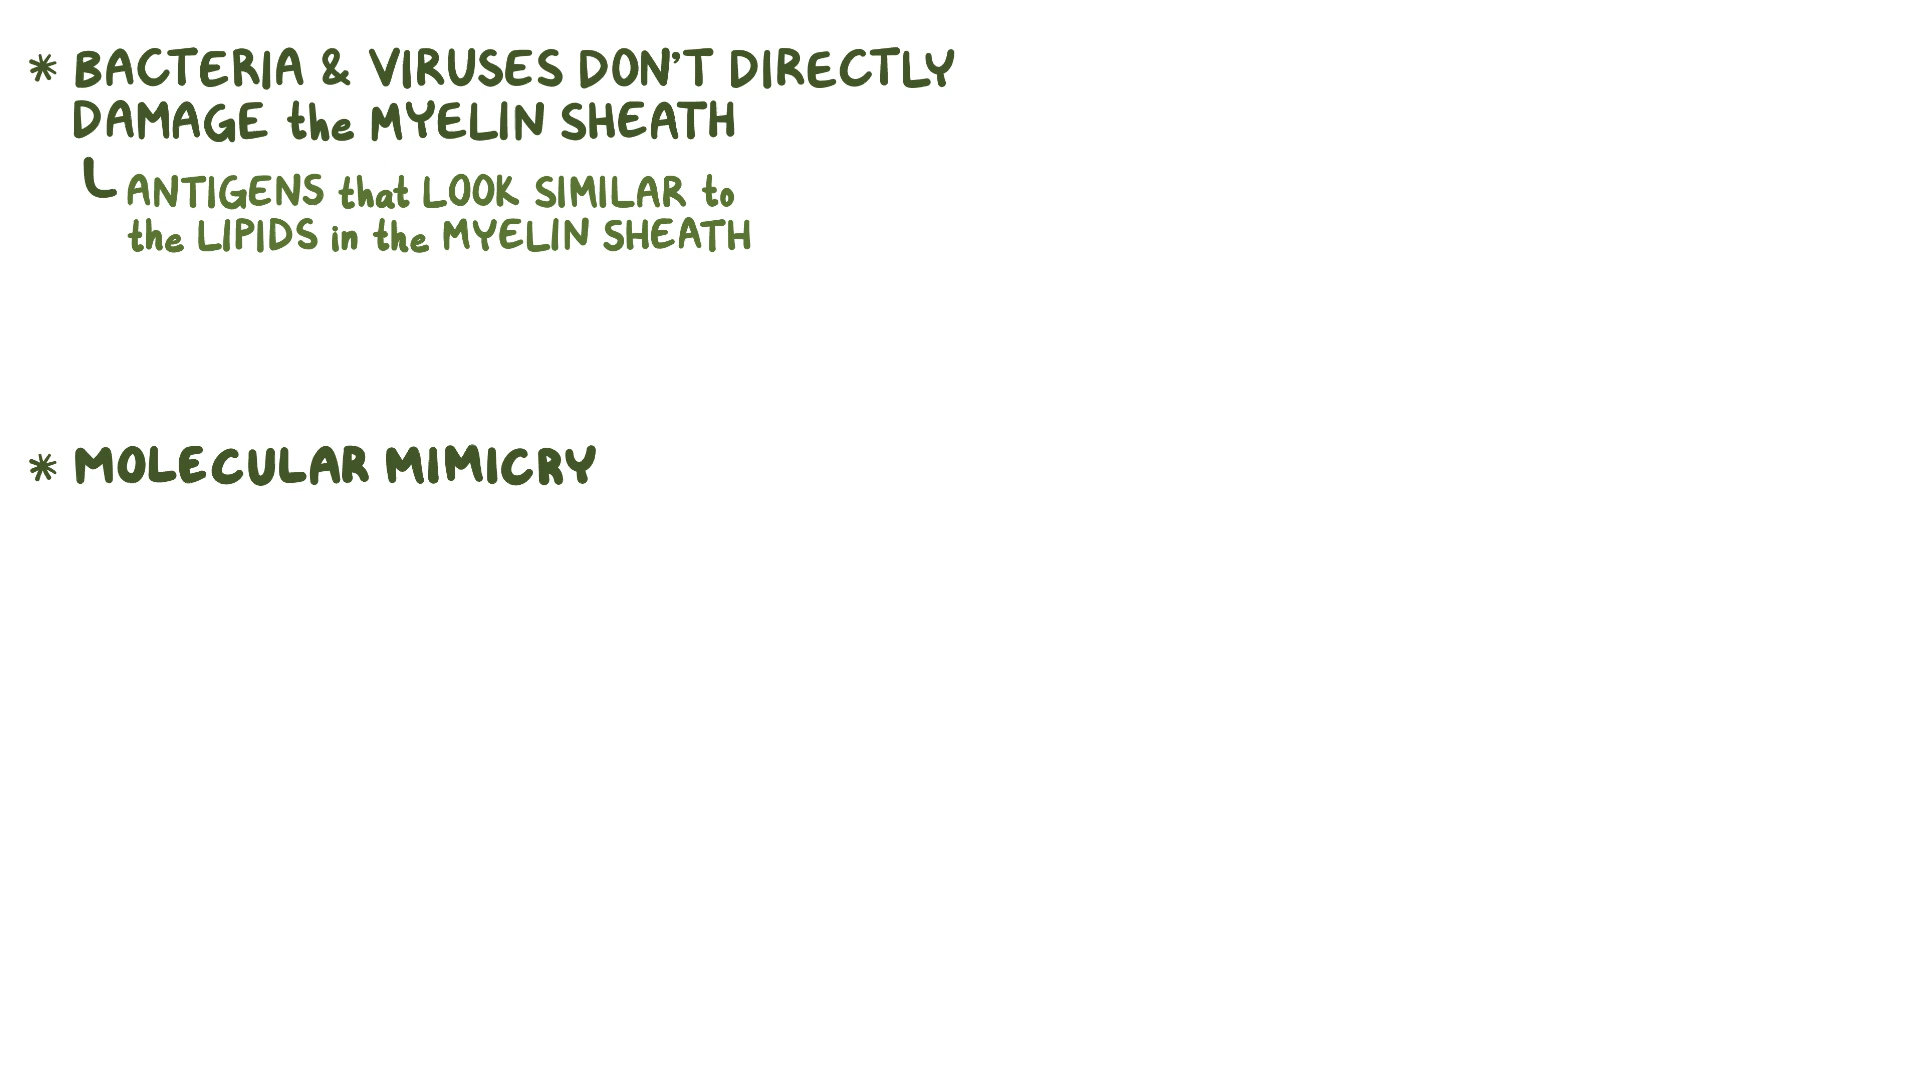 * BACTERIA & VIRUSES DON'T DIRECTLY
DAMAGE the MYELIN SHEATH
ANTIGENS that LOOK SIMILAR to
the LIPIDS in the MYELIN SHEATH
* MOLECULAR MIMICRY